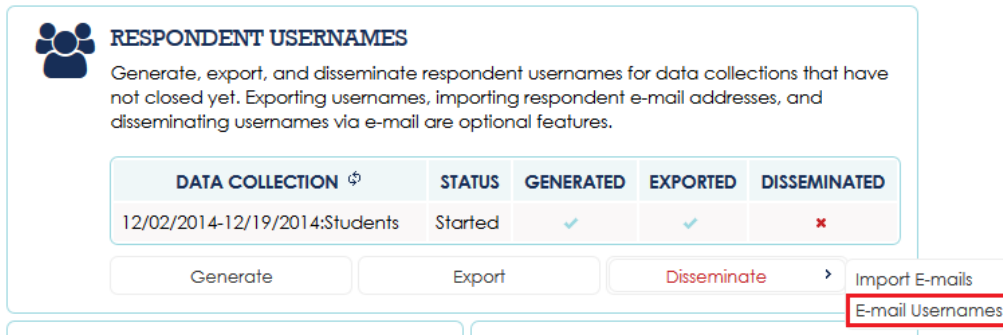 RESPONDENT USERNAMES
Generate, export, and disseminate respondent usernames for data collections that have
not closed yet. Exporting usernames, importing respondent e-mail addresses, and
disseminating usernames via e-mail are optional features.
DATA COLLECTION STATUS GENERATED EXPORTED DISSEMINATED
12/02/2014-12/19/2014:Students Started
Generate Export Disseminate
Import E-mails
E-mail Usernames